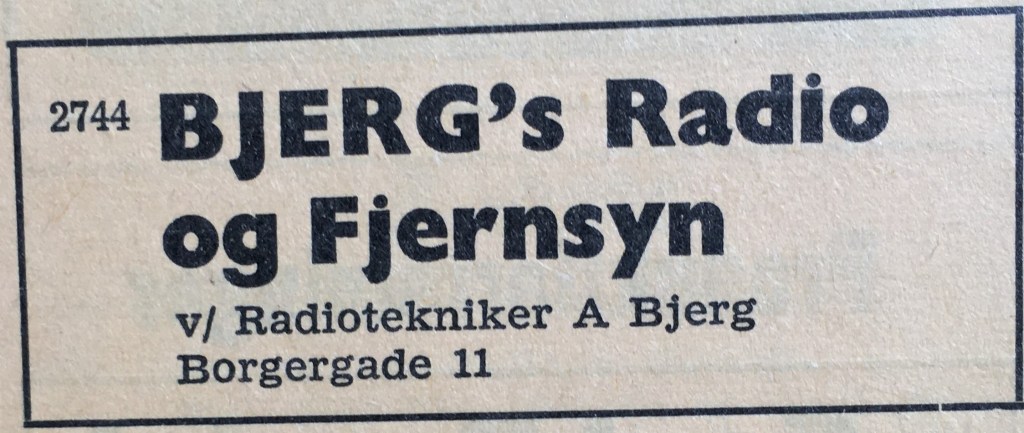 2744 BJERG's Radio
og Fjernsyn
v/ Radiotekniker A Bjerg
Borgergade 11